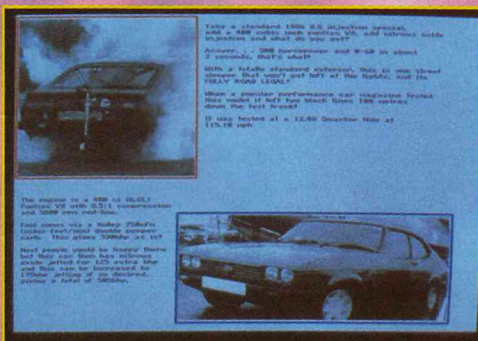 Take a standard 1986 2.8 injection special,
add a 400 cubic inch pontiac V8, add nitrous oxide
injection and what do you get?
Answer. . . 500 horsepower and 0-60 in about
3 seconds, that's what!
With a totally standard exterior, this is one street
sleeper that won't get left at the lights, and its
FULLY ROAD LEGAL!
When a popular performance car magazine tested
this model it left two black lines 100 metres
down the test track!
It was tested at a Quarter Mile at
115.10 mph
The engine is a 400 ci
Pontiac V8 with 8.5:1 compression
and 5800 rpm red-line.
Fuel comes via a Holley 750cfm
(cubic feet/min) double pumper
carb. This gives 330bhp as is!
Most people would be happy there
but this car then has nitrous
oxide jetted for 125 extra bhp
and this can be increased to
175bhp jetting if so desired,
giving a total of 505bhp.